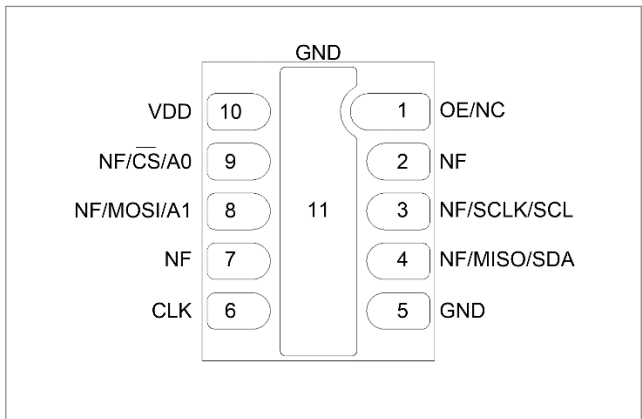 GND
VDD 10 1 OE/NC
NF/C̅S̅/A0 9 2 NF
NF/MOSI/A1 8 11 3 NF/SCLK/SCL
NF 7 4 NF/MISO/SDA
CLK 6 5 GND